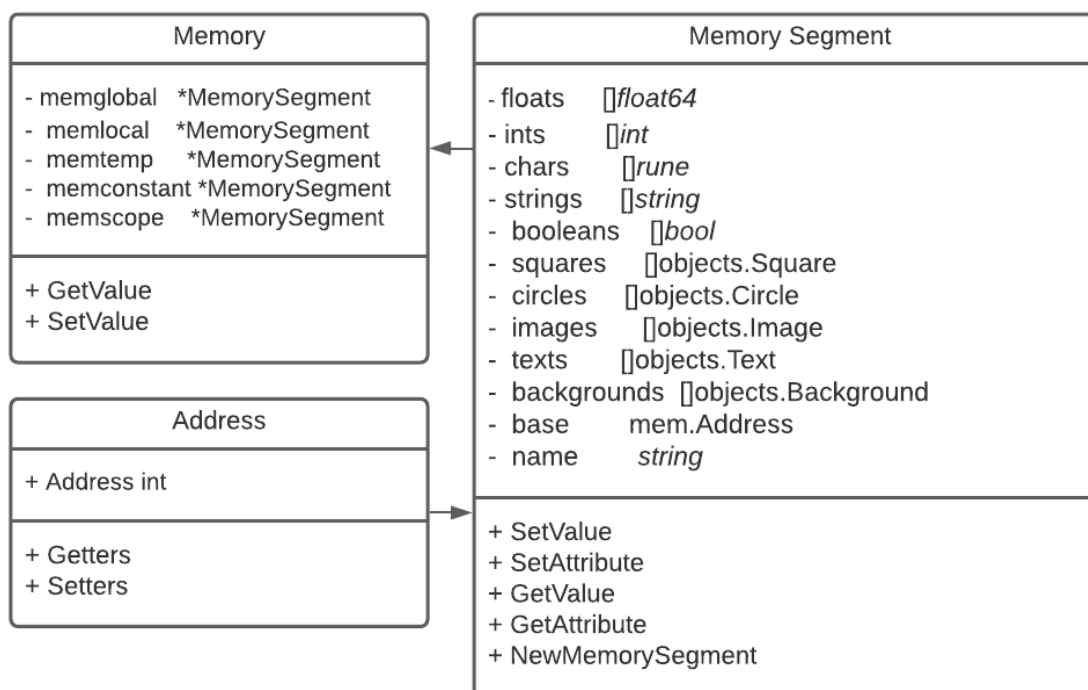 Memory
- memglobal *MemorySegment
- memlocal *MemorySegment
- memtemp *MemorySegment
- memconstant *MemorySegment
- memscope *MemorySegment
+ GetValue
+ SetValue
Address
+ Address int
+ Getters
+ Setters
Memory Segment
- floats []float64
- ints []int
- chars []rune
- strings []string
- booleans []bool
- squares []objects.Square
- circles []objects.Circle
- images []objects.Image
- texts []objects.Text
- backgrounds []objects.Background
- base mem.Address
- name string
+ SetValue
+ SetAttribute
+ GetValue
+ GetAttribute
+ NewMemorySegment